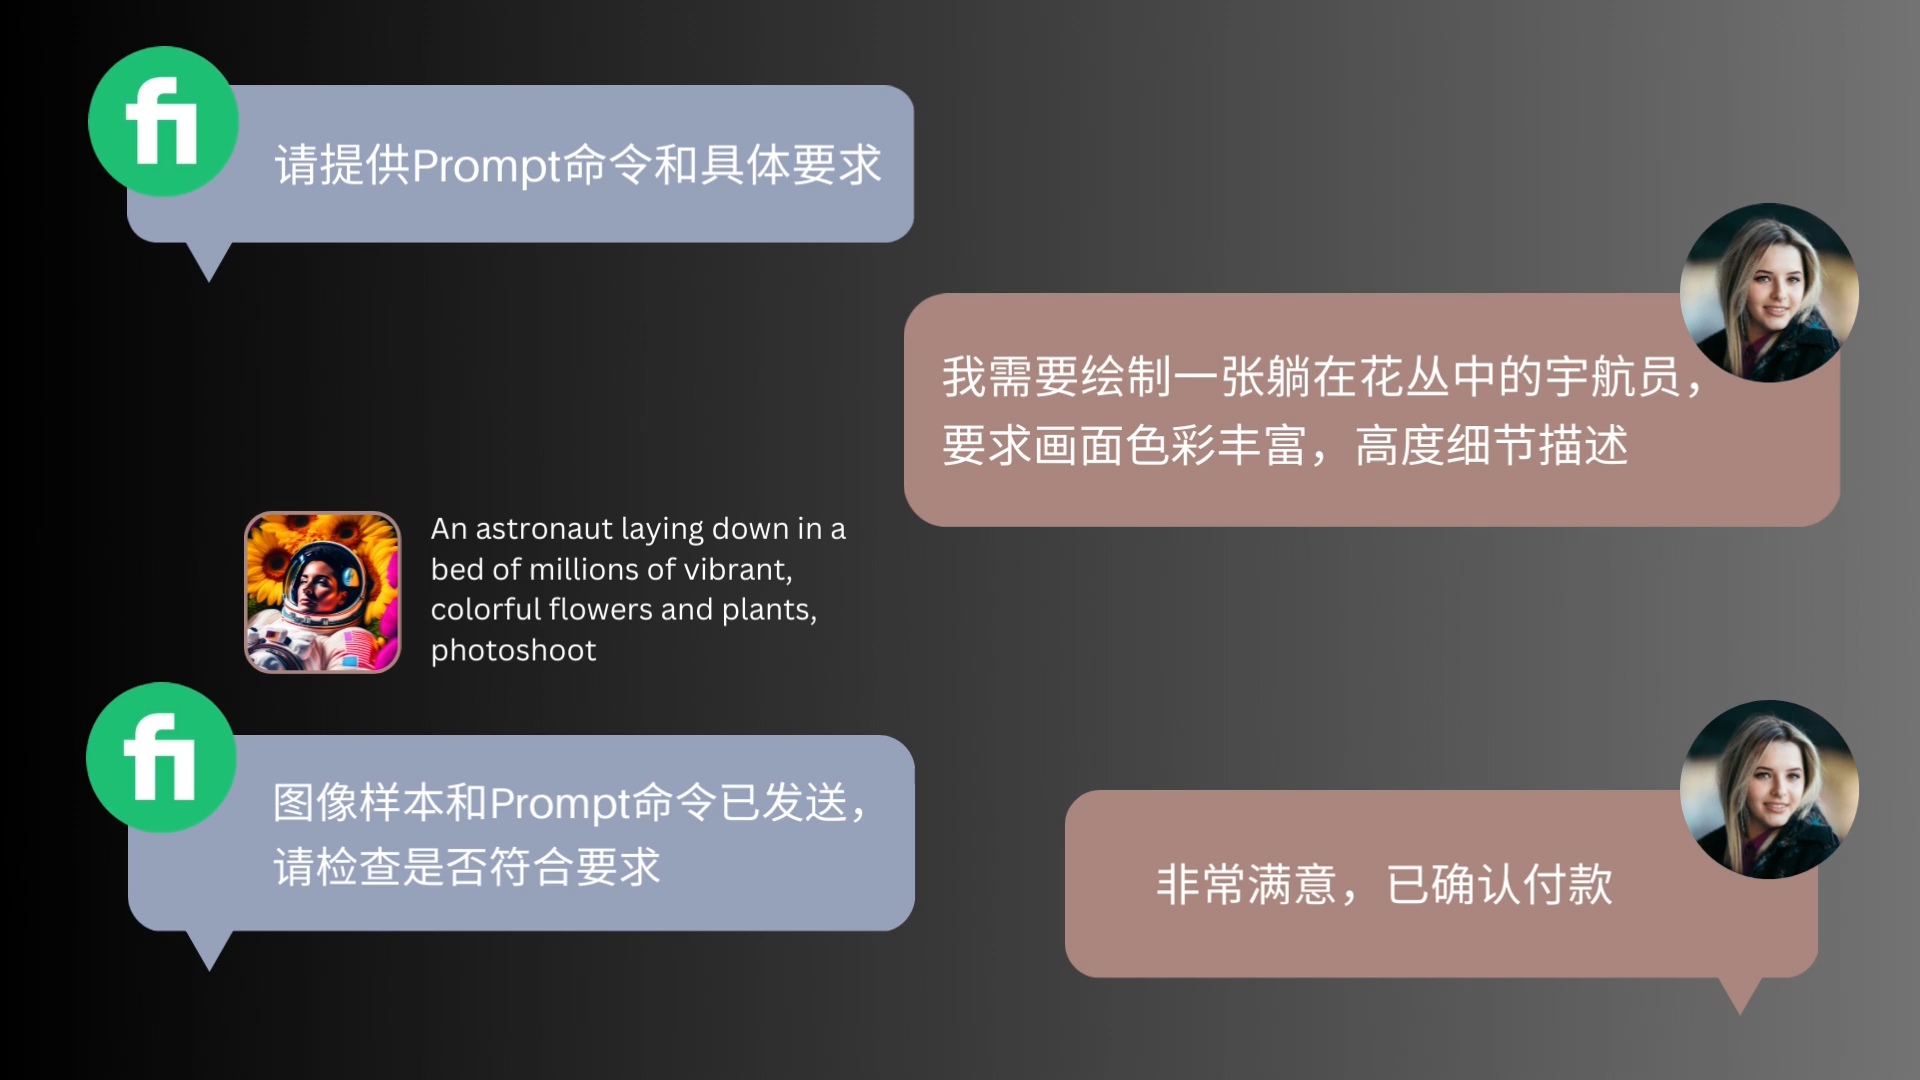 fi
请提供Prompt命令和具体要求
我需要绘制一张躺在花丛中的宇航员，
要求画面色彩丰富，高度细节描述
An astronaut laying down in a
bed of millions of vibrant,
colorful flowers and plants,
photoshoot
fi
图像样本和Prompt命令已发送，
请检查是否符合要求
非常满意，已确认付款